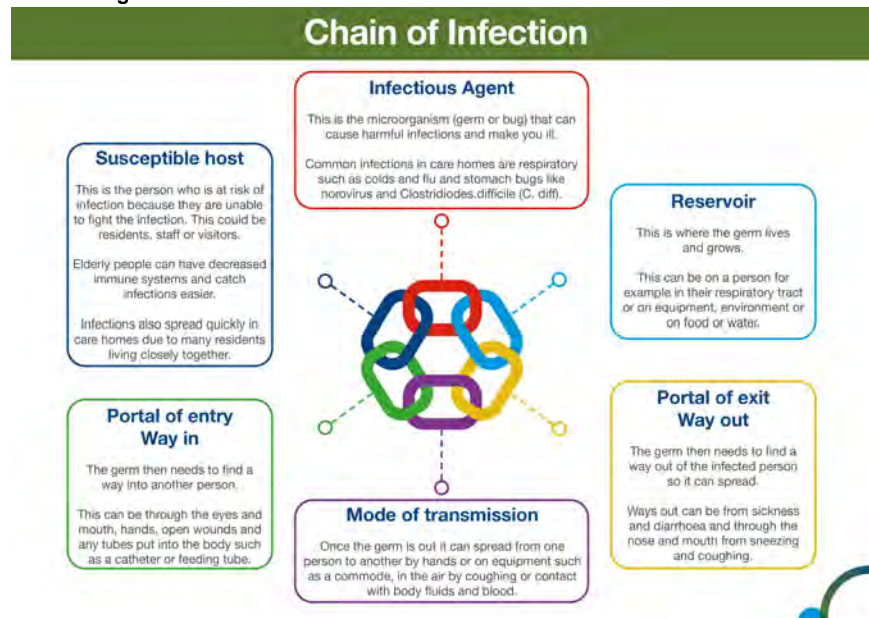 Chain of Infection
Infectious Agent
This is the microorganism (germ or bug) that can
cause harmful infections and make you ill.
Common infections in care homes are respiratory
such as colds and flu and stomach bugs like
norovirus and Clostridiodes.difficile (C. diff).
Reservoir
This is where the germ lives
and grows.
This can be on a person for
example in their respiratory tract
or on equipment, environment or
on food or water.
Portal of exit
Way out
The germ then needs to find a
way out of the infected person
so it can spread.
Ways out can be from sickness
and diarrhoea and through the
nose and mouth from sneezing
and coughing.
Mode of transmission
Once the germ is out it can spread from one
person to another by hands or on equipment such
as a commode, in the air by coughing or contact
with body fluids and blood.
Portal of entry
Way in
The germ then needs to find a
way into another person.
This can be through the eyes and
mouth, hands, open wounds and
any tubes put into the body such
as a catheter or feeding tube.
Susceptible host
This is the person who is at risk of
infection because they are unable
to fight the infection. This could be
residents, staff or visitors.
Elderly people can have decreased
immune systems and catch
infections easier.
Infections also spread quickly in
care homes due to many residents
living closely together.